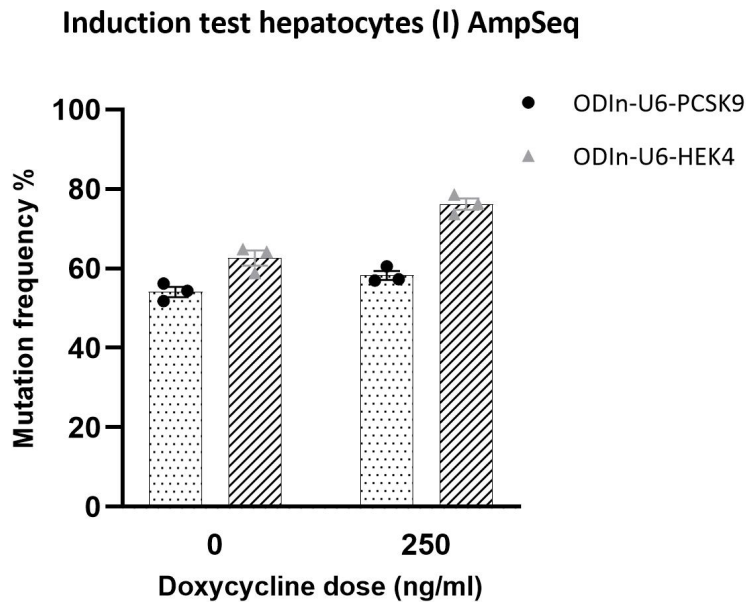 Induction test hepatocytes (I) AmpSeq
ODIn-U6-PCSK9
ODIn-U6-HEK4
Mutation frequency %
100
80
60
40
20
0
0 250
Doxycycline dose (ng/ml)